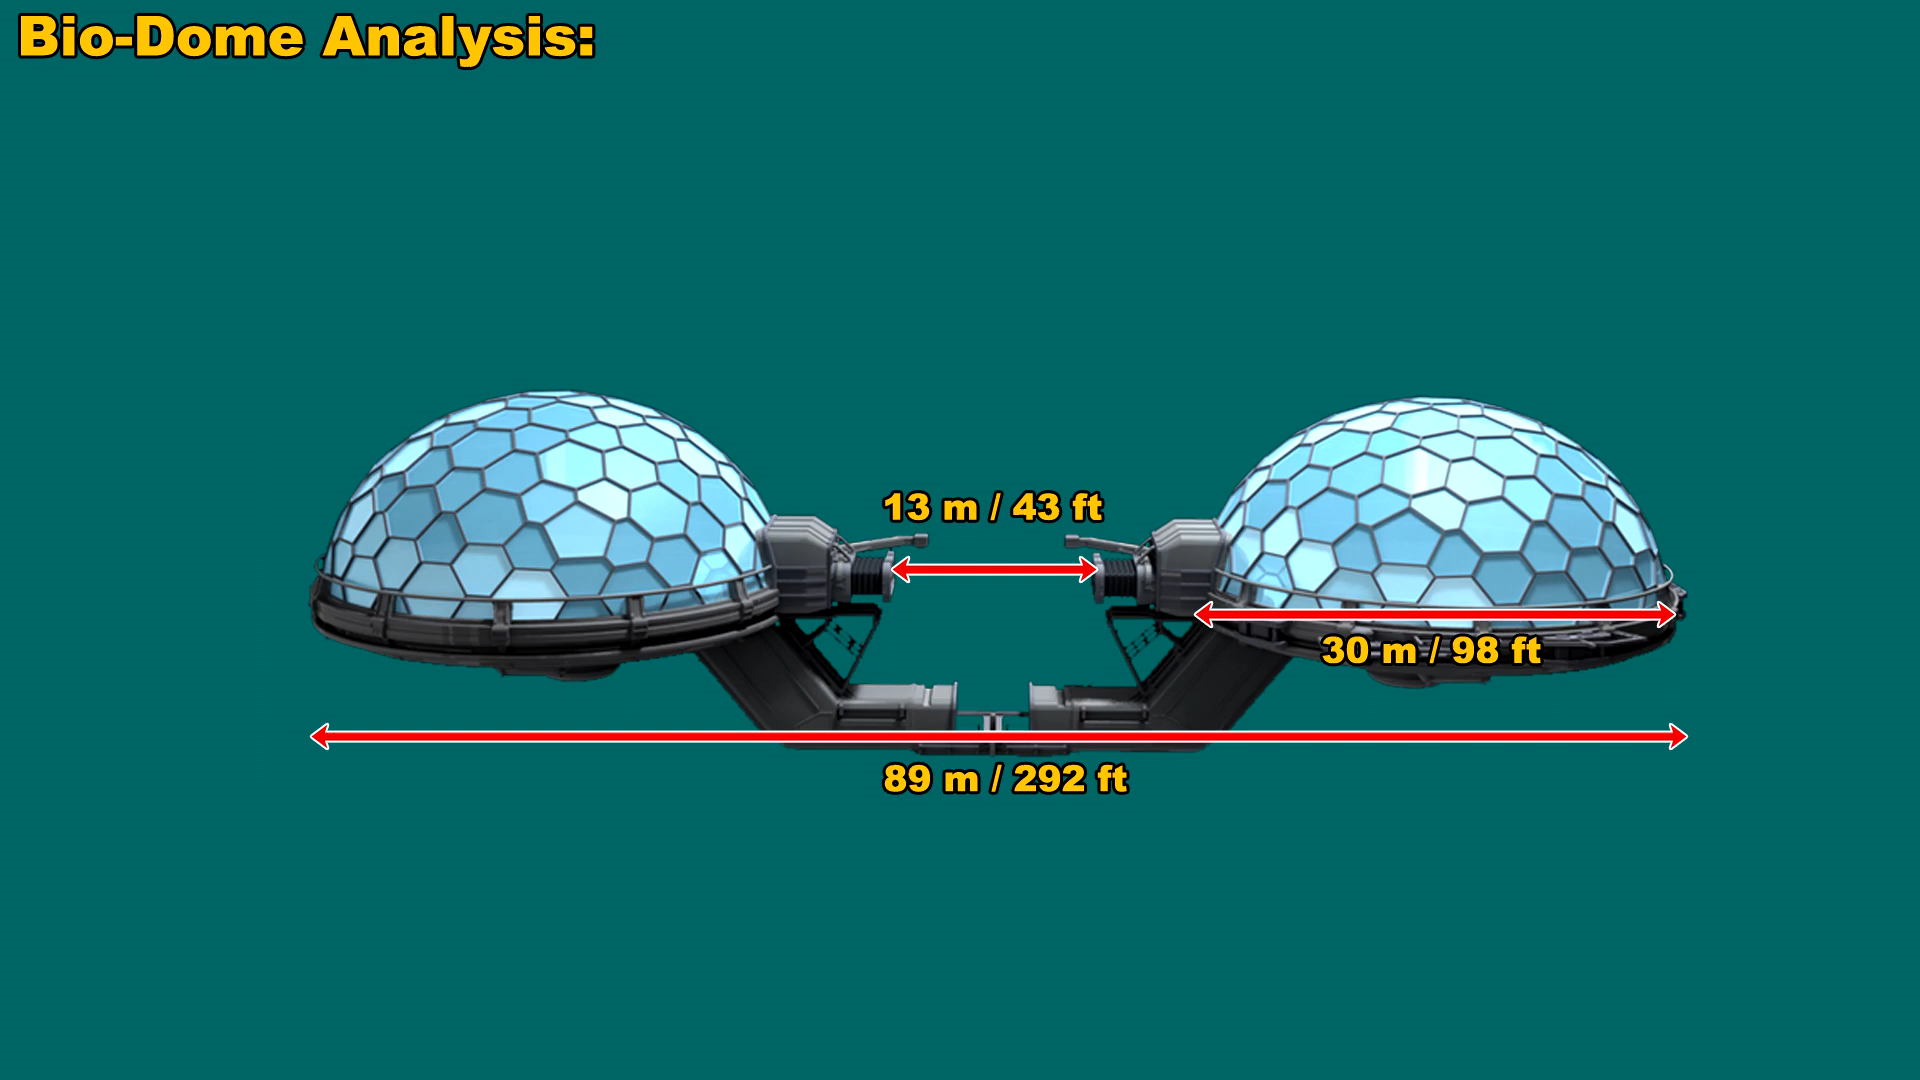 Bio-Dome Analysis:
13 m / 43 ft
30 m / 98 ft
89 m / 292 ft